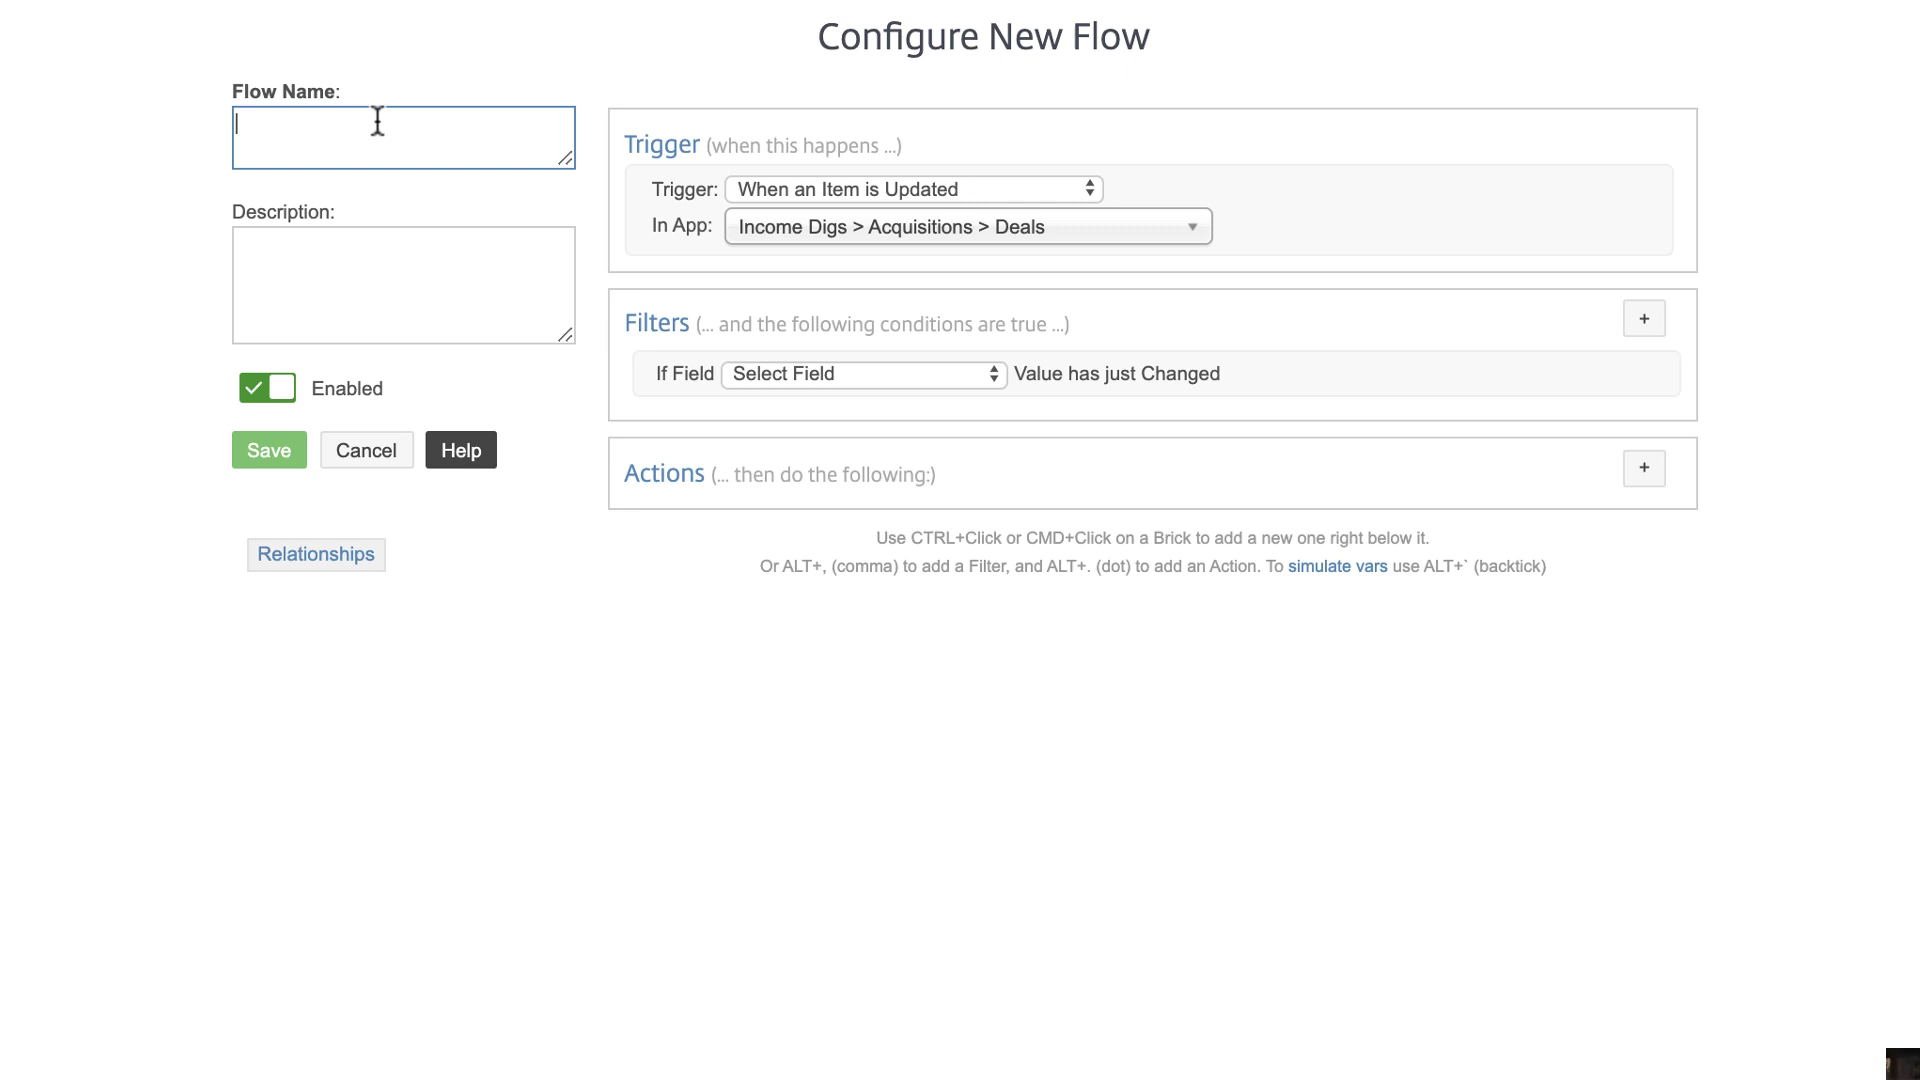 Configure New Flow
Flow Name:
Description:
Enabled
Save Cancel Help
Relationships
Trigger (when this happens ...)
Trigger: When an Item is Updated
In App: Income Digs > Acquisitions > Deals
Filters (... and the following conditions are true ...)
+
If Field Select Field Value has just Changed
Actions (... then do the following:)
+
Use CTRL+Click or CMD+Click on a Brick to add a new one right below it.
Or ALT+, (comma) to add a Filter, and ALT+. (dot) to add an Action. To simulate vars use ALT+` (backtick)